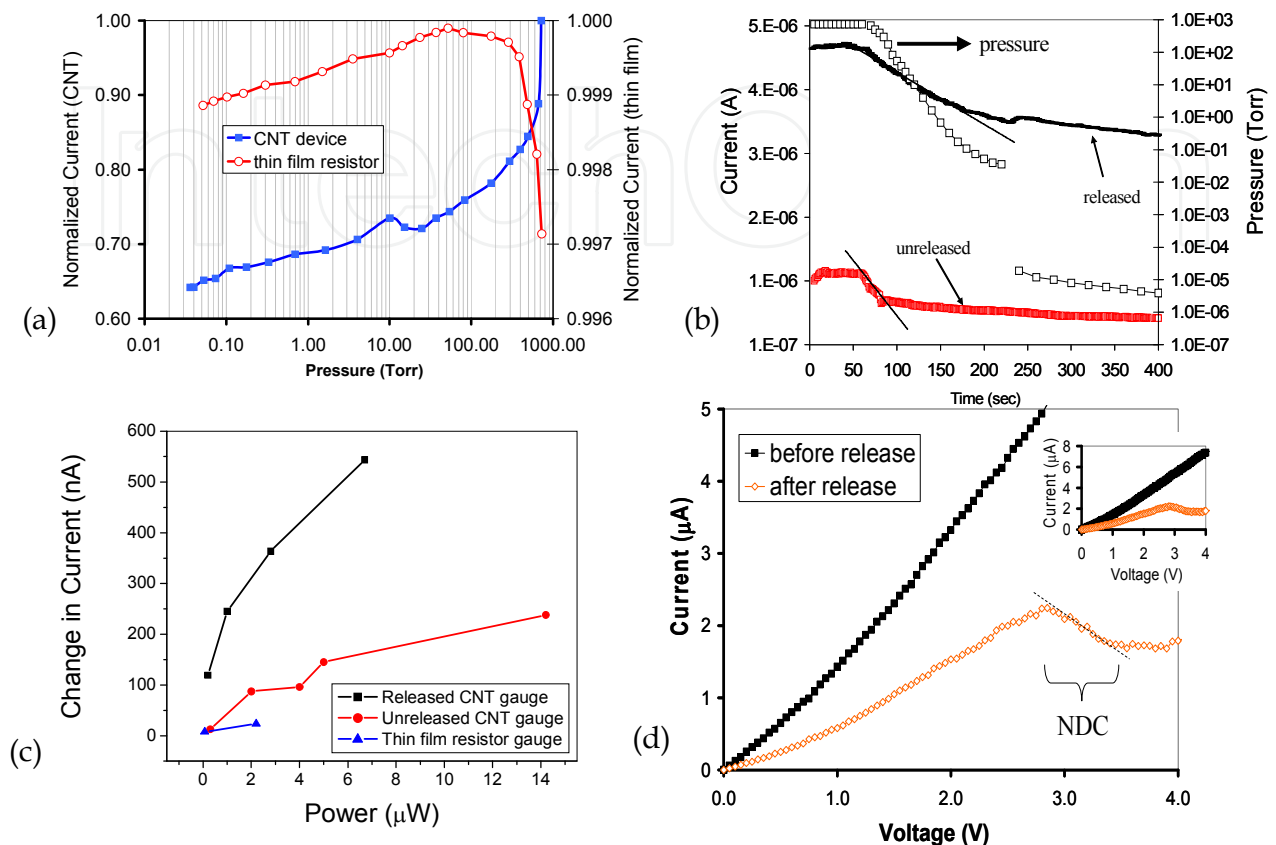 1.00
0.90
0.80
0.70
0.60
Normalized Current (CNT)
CNT device
thin film resistor
1.000
0.999
0.998
0.997
0.996
Normalized Current (thin film)
0.01 0.10 1.00 10.00 100.00 1000.00
Pressure (Torr)
(a)
5.E-06
4.E-06
3.E-06
2.E-06
1.E-06
1.E-07
Current (A)
pressure
released
unreleased
1.0E+03
1.0E+02
1.0E+01
1.0E+00
1.0E-01
1.0E-02
1.0E-03
1.0E-04
1.0E-05
1.0E-06
1.0E-07
Pressure (Torr)
0 50 100 150 200 250 300 350 400
Time (sec)
(b)
600
500
400
300
200
100
0
Change in Current (nA)
Released CNT gauge
Unreleased CNT gauge
Thin film resistor gauge
0 2 4 6 8 10 12 14
Power (μW)
(c)
5
4
3
2
1
0
Current (μA)
before release
after release
8
6
4
2
0
Current (μA)
0 1 2 3 4
Voltage (V)
NDC
0.0 1.0 2.0 3.0 4.0
Voltage (V)
(d)